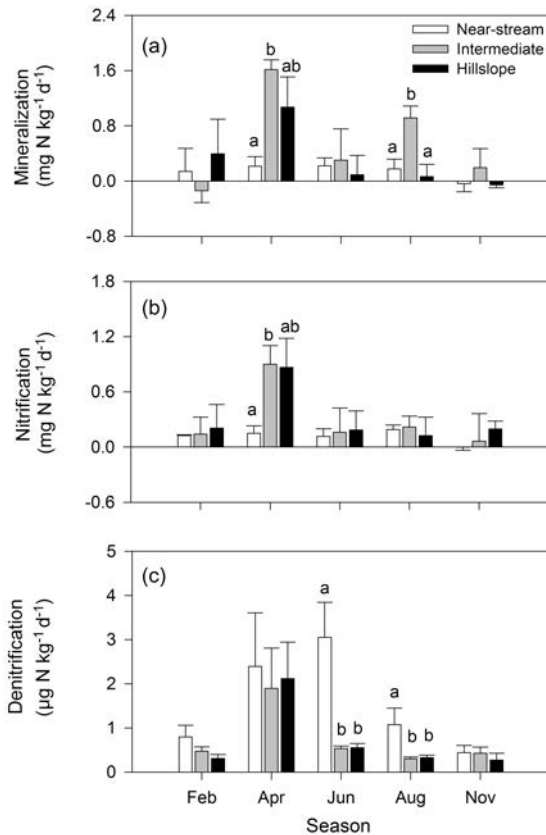 2.4
(a)
Near-stream
b
Intermediate
1.6
ab
Hillslope
b
0.8
a
a
a
0.0
-0.8
Mineralization
(mg N kg-1 d-1)
1.8
(b)
1.2
b
ab
0.6
a
0.0
-0.6
Nitrification
(mg N kg-1 d-1)
5
(c)
a
4
3
2
a
1
b b
b b
0
Denitrification
(µg N kg-1 d-1)
Feb Apr Jun Aug Nov
Season